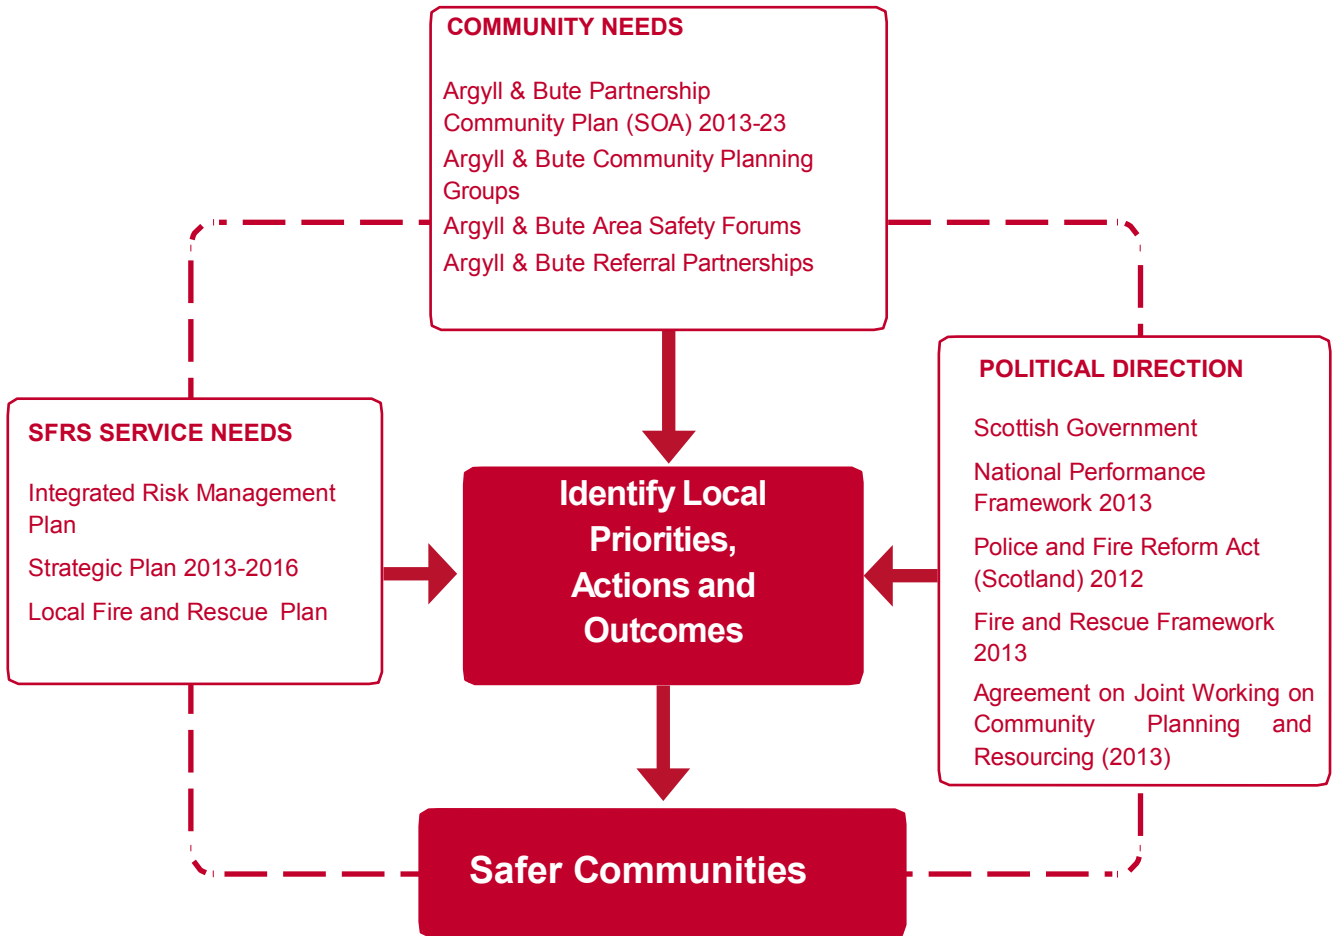 COMMUNITY NEEDS
Argyll & Bute Partnership
Community Plan (SOA) 2013-23
Argyll & Bute Community Planning
Groups
Argyll & Bute Area Safety Forums
Argyll & Bute Referral Partnerships
SFRS SERVICE NEEDS
Integrated Risk Management
Plan
Strategic Plan 2013-2016
Local Fire and Rescue Plan
Identify Local
Priorities,
Actions and
Outcomes
POLITICAL DIRECTION
Scottish Government
National Performance
Framework 2013
Police and Fire Reform Act
(Scotland) 2012
Fire and Rescue Framework
2013
Agreement on Joint Working on
Community Planning and
Resourcing (2013)
Safer Communities